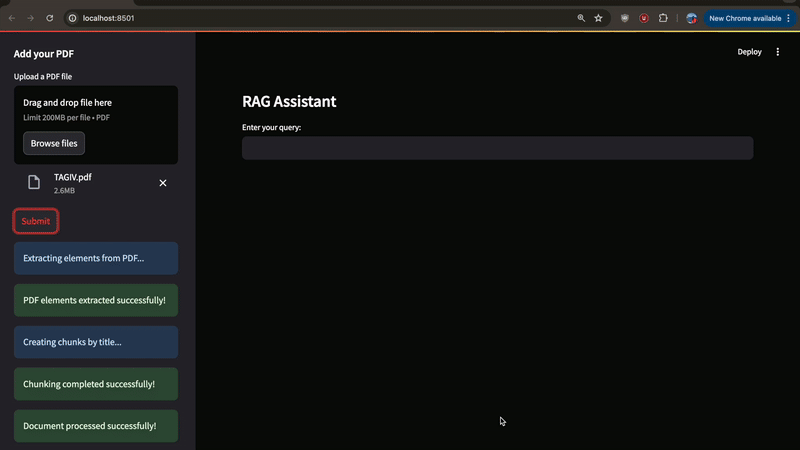 localhost:8501
New Chrome available
Deploy
Add your PDF
Upload a PDF file
Drag and drop file here
Limit 200MB per file • PDF
Browse files
TAGIV.pdf
2.6MB
Submit
Extracting elements from PDF...
PDF elements extracted successfully!
Creating chunks by title...
Chunking completed successfully!
Document processed successfully!
RAG Assistant
Enter your query: